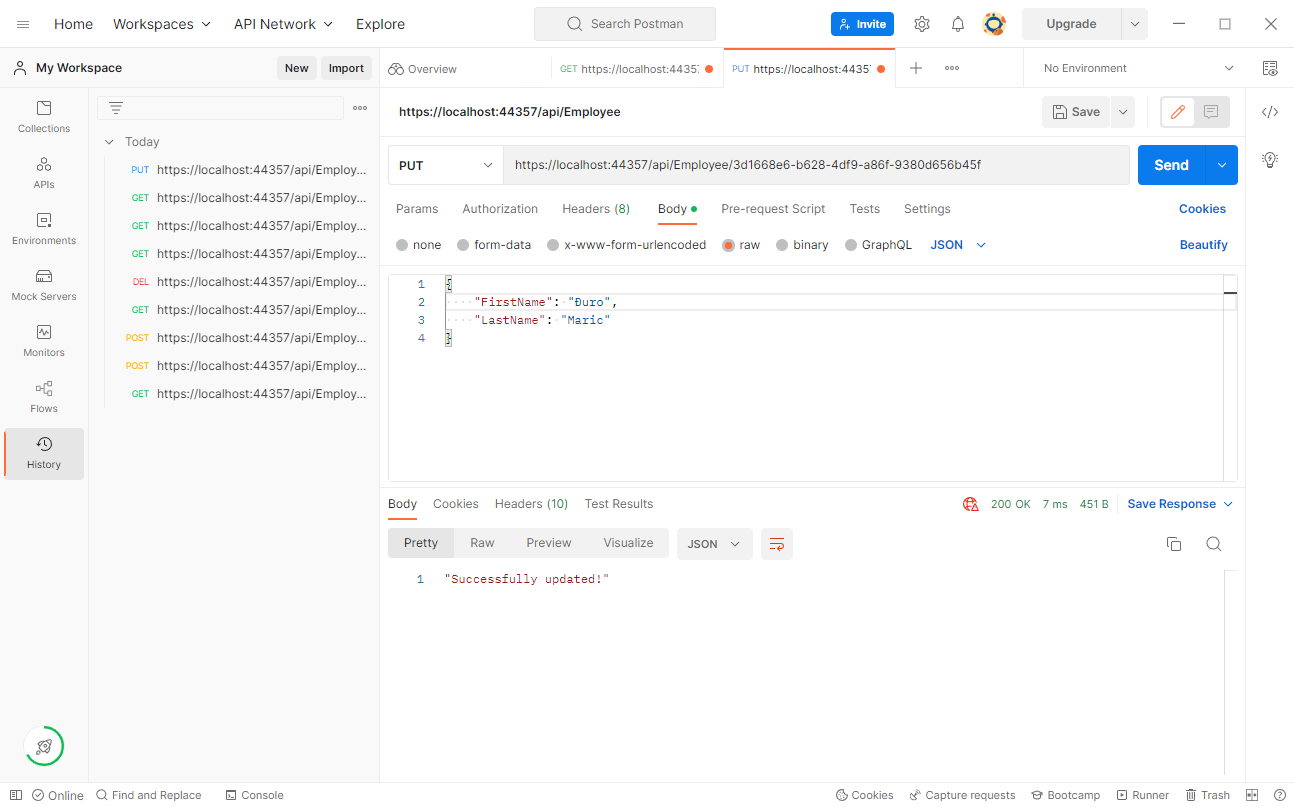 Home Workspaces API Network Explore Search Postman Invite Upgrade
My Workspace New Import Overview GET https://localhost:44357 PUT https://localhost:44357 No Environment
Collections
APIs
Environments
Mock Servers
Monitors
Flows
History
Today
PUT https://localhost:44357/api/Employ...
GET https://localhost:44357/api/Employ...
GET https://localhost:44357/api/Employ...
GET https://localhost:44357/api/Employ...
DEL https://localhost:44357/api/Employ...
GET https://localhost:44357/api/Employ...
POST https://localhost:44357/api/Employ...
POST https://localhost:44357/api/Employ...
GET https://localhost:44357/api/Employ...
https://localhost:44357/api/Employee Save
PUT https://localhost:44357/api/Employee/3d1668e6-b628-4df9-a86f-9380d656b45f Send
Params Authorization Headers (8) Body Pre-request Script Tests Settings Cookies
none form-data x-www-form-urlencoded raw binary GraphQL JSON Beautify
1 {
2 "FirstName": "Đuro",
3 "LastName": "Maric"
4 }
Body Cookies Headers (10) Test Results 200 OK 7 ms 451 B Save Response
Pretty Raw Preview Visualize JSON
1 "Successfully updated!"
Online Find and Replace Console Cookies Capture requests Bootcamp Runner Trash